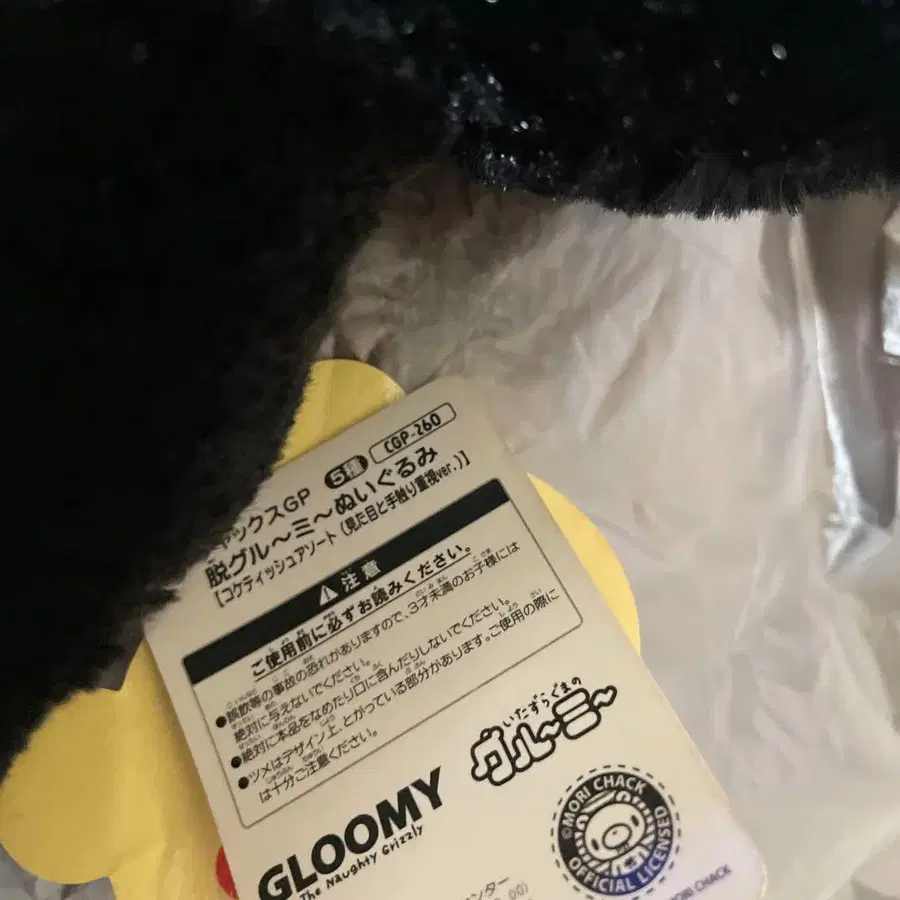 ックスGP 5種 CGP-260
脱グル〜ミ〜ぬいぐるみ
【コケティッシュアソート(見た目と手触り重視ver.)】
注意
ご使用前に必ずお読みください。
●誤飲等の事故の恐れがありますので、3才未満のお子様には
絶対に与えないでください。
●絶対に本品をなめたり口に含んだりしないでください。
●ツメはデザイン上、とがっている部分があります。ご使用の際に
は十分ご注意ください。
いたずらぐまの
グル〜ミ〜
GLOOMY
The Naughty Grizzly
©MORI CHACK
OFFICIAL LICENSED
ンター
MORI CHACK